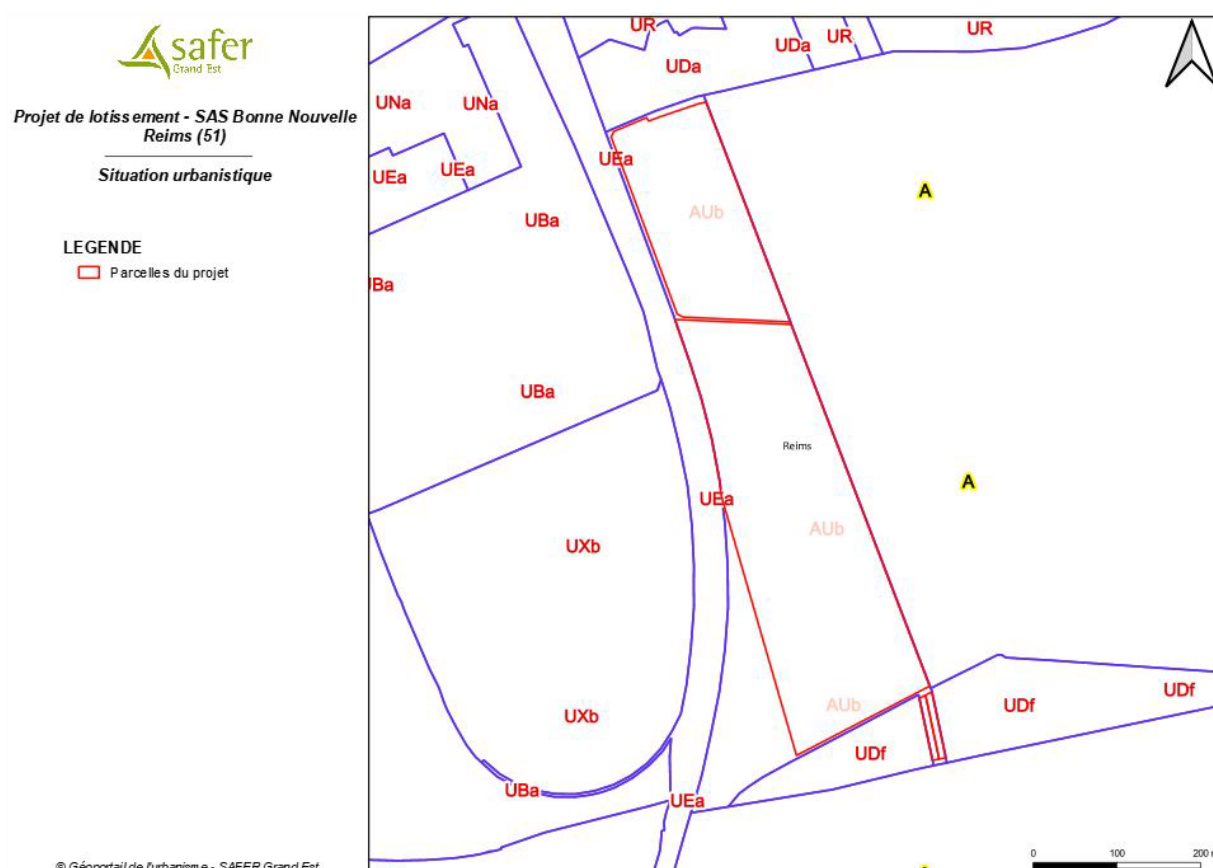 safer
Grand Est
Projet de lotissement - SAS Bonne Nouvelle
Reims (51)
Situation urbanistique
LEGENDE
Parcelles du projet
UR
UDa
UR
UR
UDa
UNa
UNa
UEa
UEa
UEa
UBa
AUb
A
UBa
UBa
Reims
A
UEa
AUb
UXb
UXb
AUb
UDf
UDf
UDf
UBa
UEa
0 100 200 m
© Géoportail de l'urbanisme - SAFER Grand Est